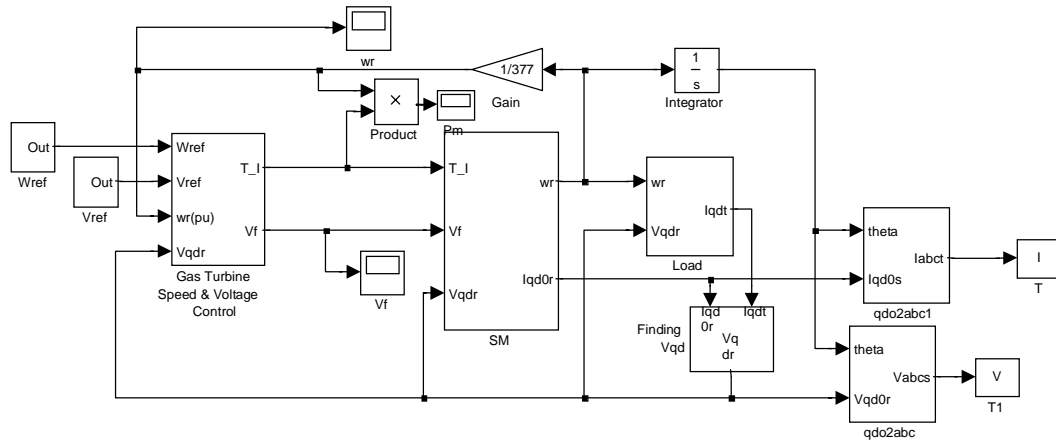 wr
1/377
Gain
1
s
Integrator
×
Product
Pm
Out
Wref
Out
Vref
Wref
Vref
wr(pu)
Vqdr
T_I
Vf
Gas Turbine
Speed & Voltage
Control
Vf
T_I
Vf
Vqdr
wr
Iqd0r
SM
wr
Vqdr
Iqdt
Load
Iqd
0r
Iqdt
Vq
dr
Finding
Vqd
theta
Iqd0s
Iabct
qdo2abc1
I
T
theta
Vqd0r
Vabcs
qdo2abc
V
T1